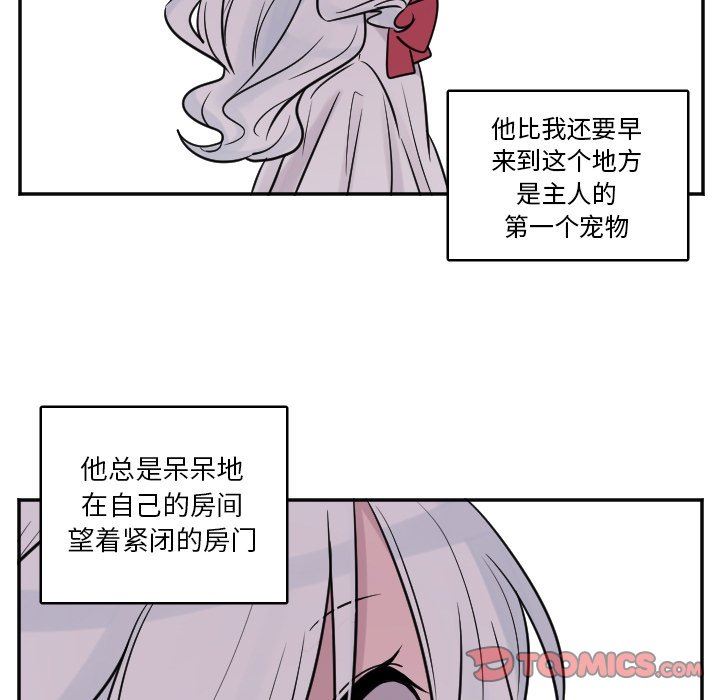 他比我还要早
来到这个地方
是主人的
第一个宠物
他总是呆呆地
在自己的房间
望着紧闭的房门
TOOMICS.COM